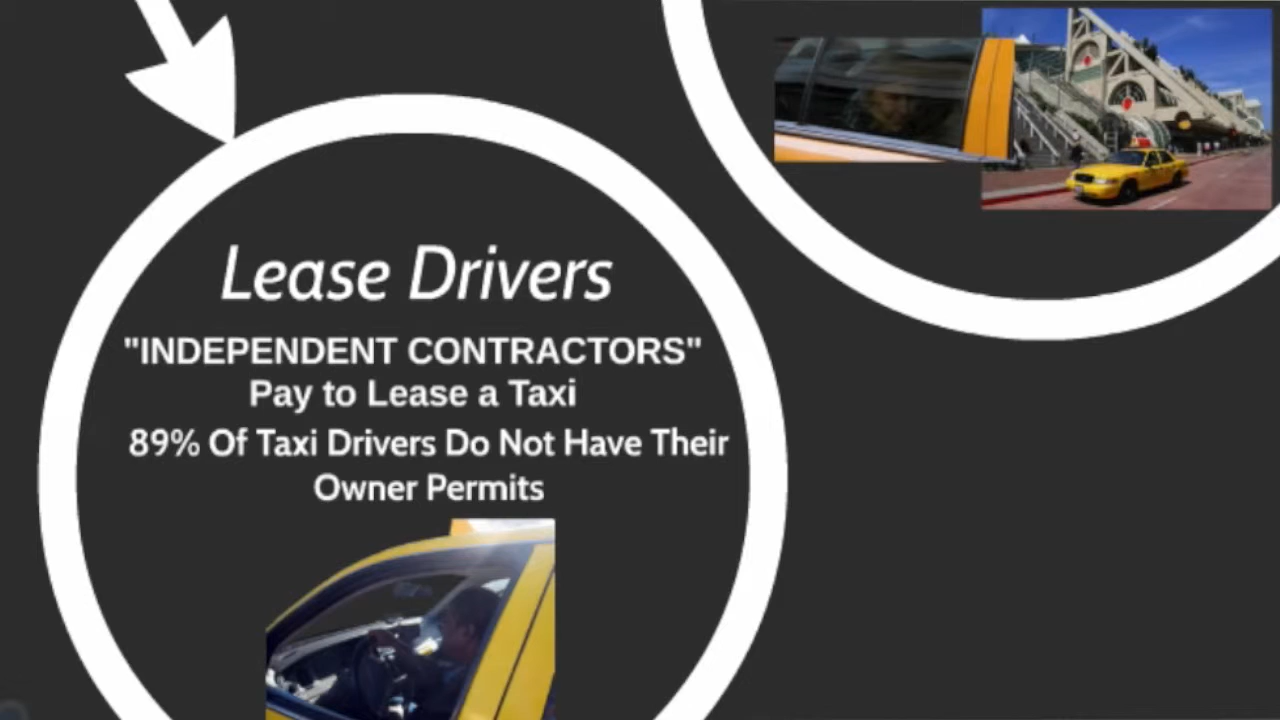 Lease Drivers
"INDEPENDENT CONTRACTORS"
Pay to Lease a Taxi
89% Of Taxi Drivers Do Not Have Their
Owner Permits